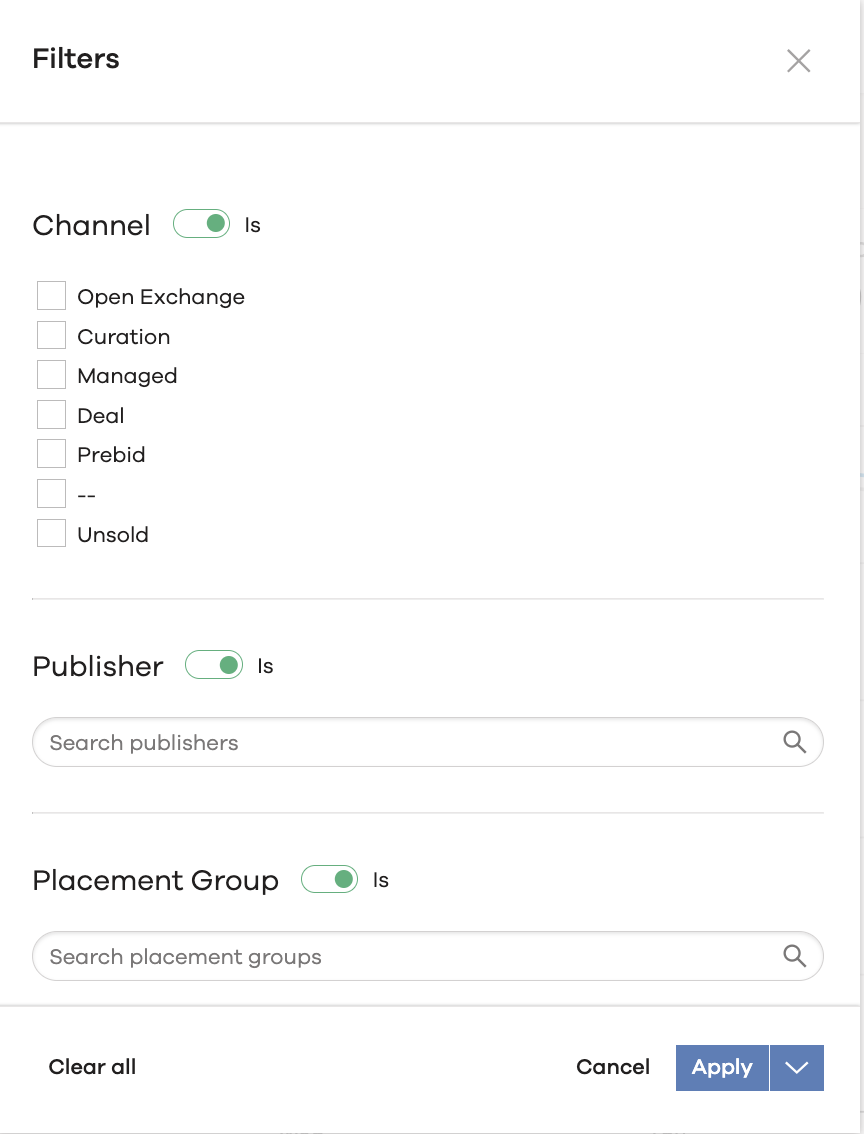 Filters
Channel Is
Open Exchange
Curation
Managed
Deal
Prebid
--
Unsold
Publisher Is
Search publishers
Placement Group Is
Search placement groups
Clear all Cancel Apply